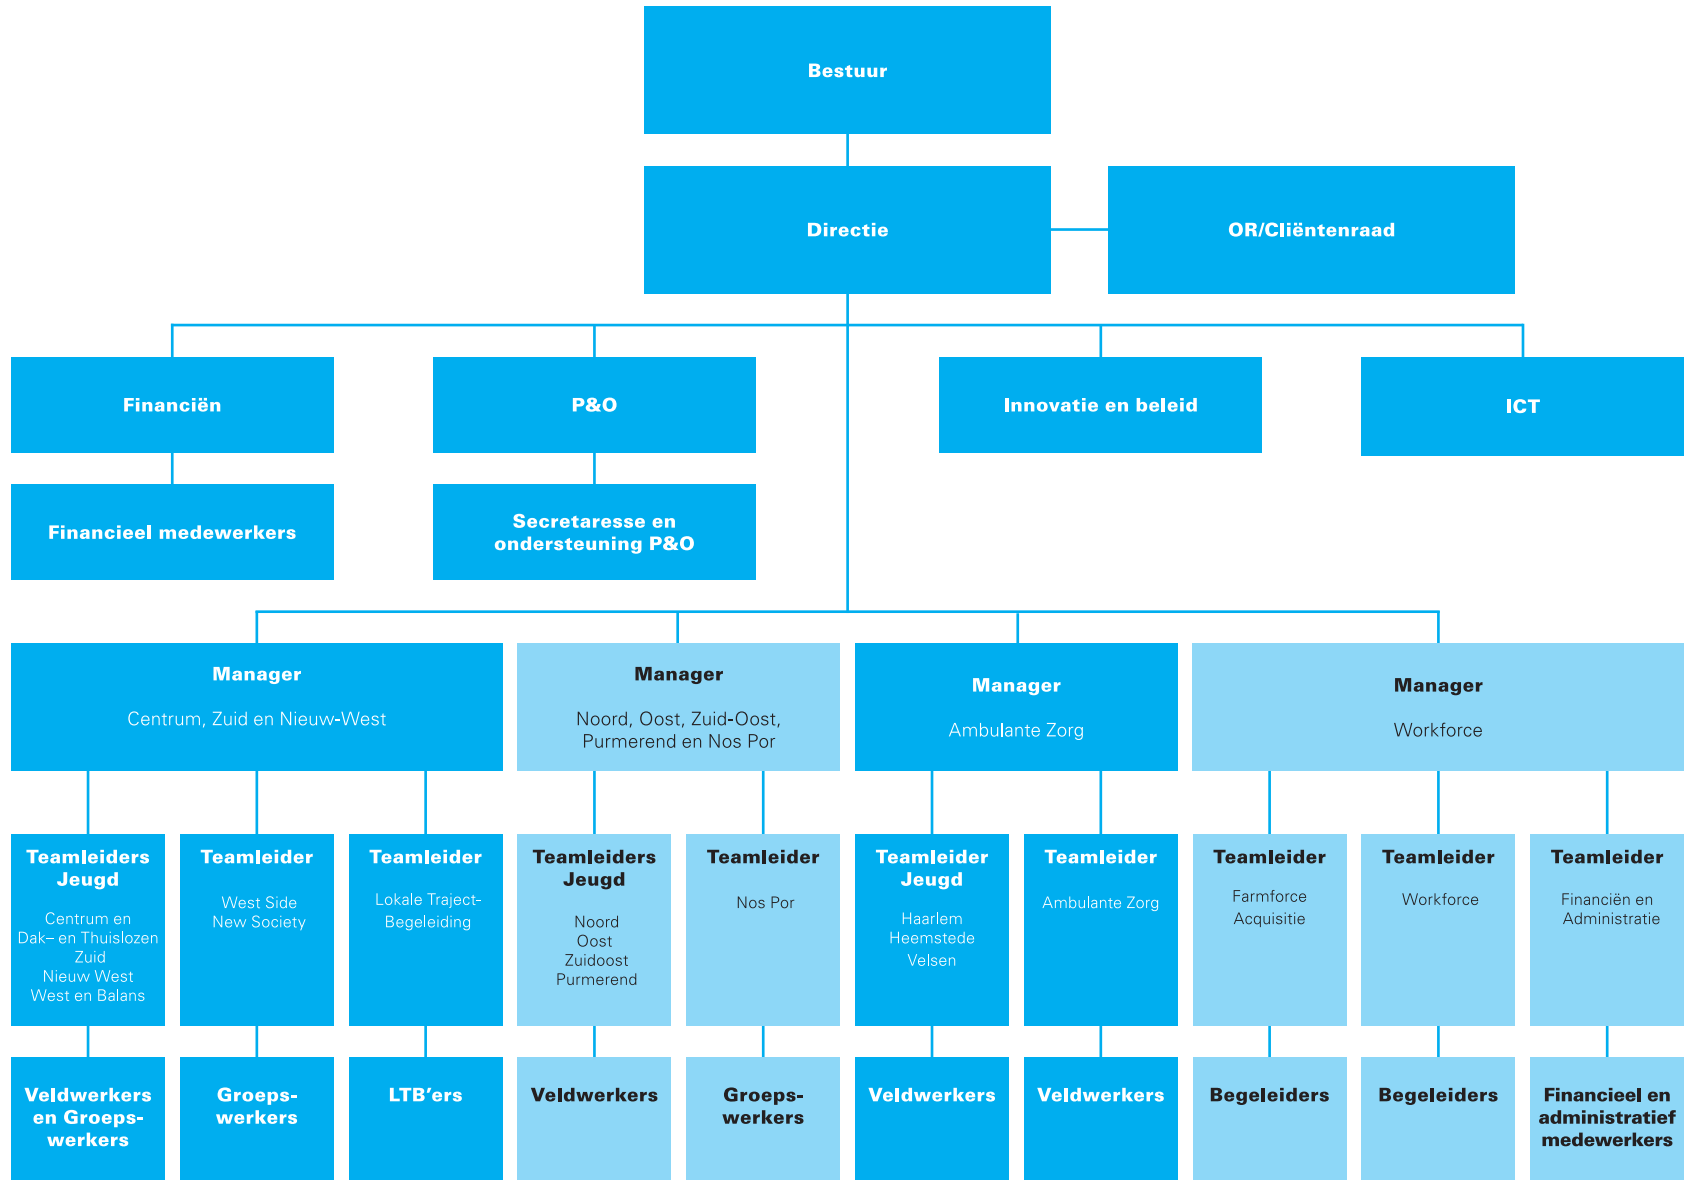 Bestuur
Directie
OR/Cliëntenraad
Financiën
P&O
Innovatie en beleid
ICT
Financieel medewerkers
Secretaresse en
ondersteuning P&O
Manager
Centrum, Zuid en Nieuw-West
Manager
Noord, Oost, Zuid-Oost,
Purmerend en Nos Por
Manager
Ambulante Zorg
Manager
Workforce
Teamleiders
Jeugd
Centrum en
Dak– en Thuislozen
Zuid
Nieuw West
West en Balans
Teamleider
West Side
New Society
Teamleider
Lokale Traject-
Begeleiding
Teamleiders
Jeugd
Noord
Oost
Zuidoost
Purmerend
Teamleider
Nos Por
Teamleider
Jeugd
Haarlem
Heemstede
Velsen
Teamleider
Ambulante Zorg
Teamleider
Farmforce
Acquisitie
Teamleider
Workforce
Teamleider
Financiën en
Administratie
Veldwerkers
en Groeps-
werkers
Groeps-
werkers
LTB'ers
Veldwerkers
Groeps-
werkers
Veldwerkers
Veldwerkers
Begeleiders
Begeleiders
Financieel en
administratief
medewerkers